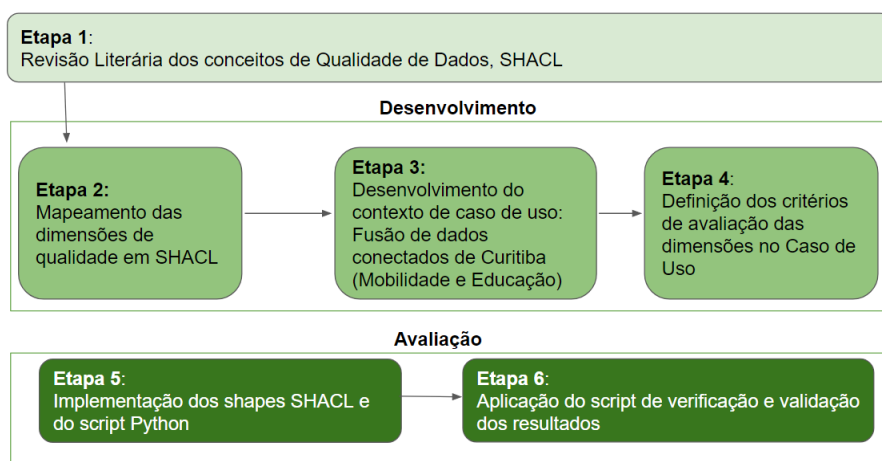 Etapa 1:
Revisão Literária dos conceitos de Qualidade de Dados, SHACL
Desenvolvimento
Etapa 2:
Mapeamento das
dimensões de
qualidade em SHACL
Etapa 3:
Desenvolvimento do
contexto de caso de uso:
Fusão de dados
conectados de Curitiba
(Mobilidade e Educação)
Etapa 4:
Definição dos critérios
de avaliação das
dimensões no Caso de
Uso
Avaliação
Etapa 5:
Implementação dos shapes SHACL e
do script Python
Etapa 6:
Aplicação do script de verificação e validação
dos resultados